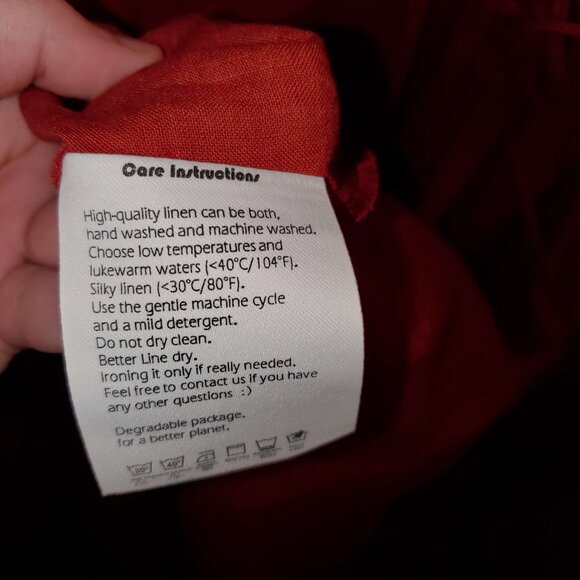 Care Instructions
High-quality linen can be both,
hand washed and machine washed.
Choose low temperatures and
lukewarm waters (<40°C/104°F).
Silky linen (<30°C/80°F).
Use the gentle machine cycle
and a mild detergent.
Do not dry clean.
Better Line dry.
Ironing it only if really needed.
Feel free to contact us if you have
any other questions :)
Degradable package.
for a better planet.
30° 40°